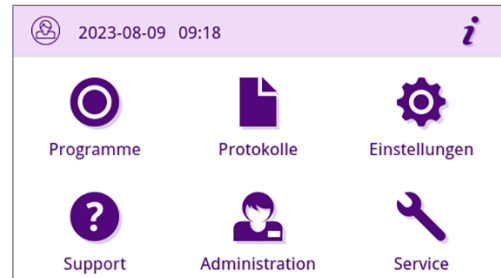 2023-08-09 09:18 i
Programme Protokolle Einstellungen
? 
Support Administration Service